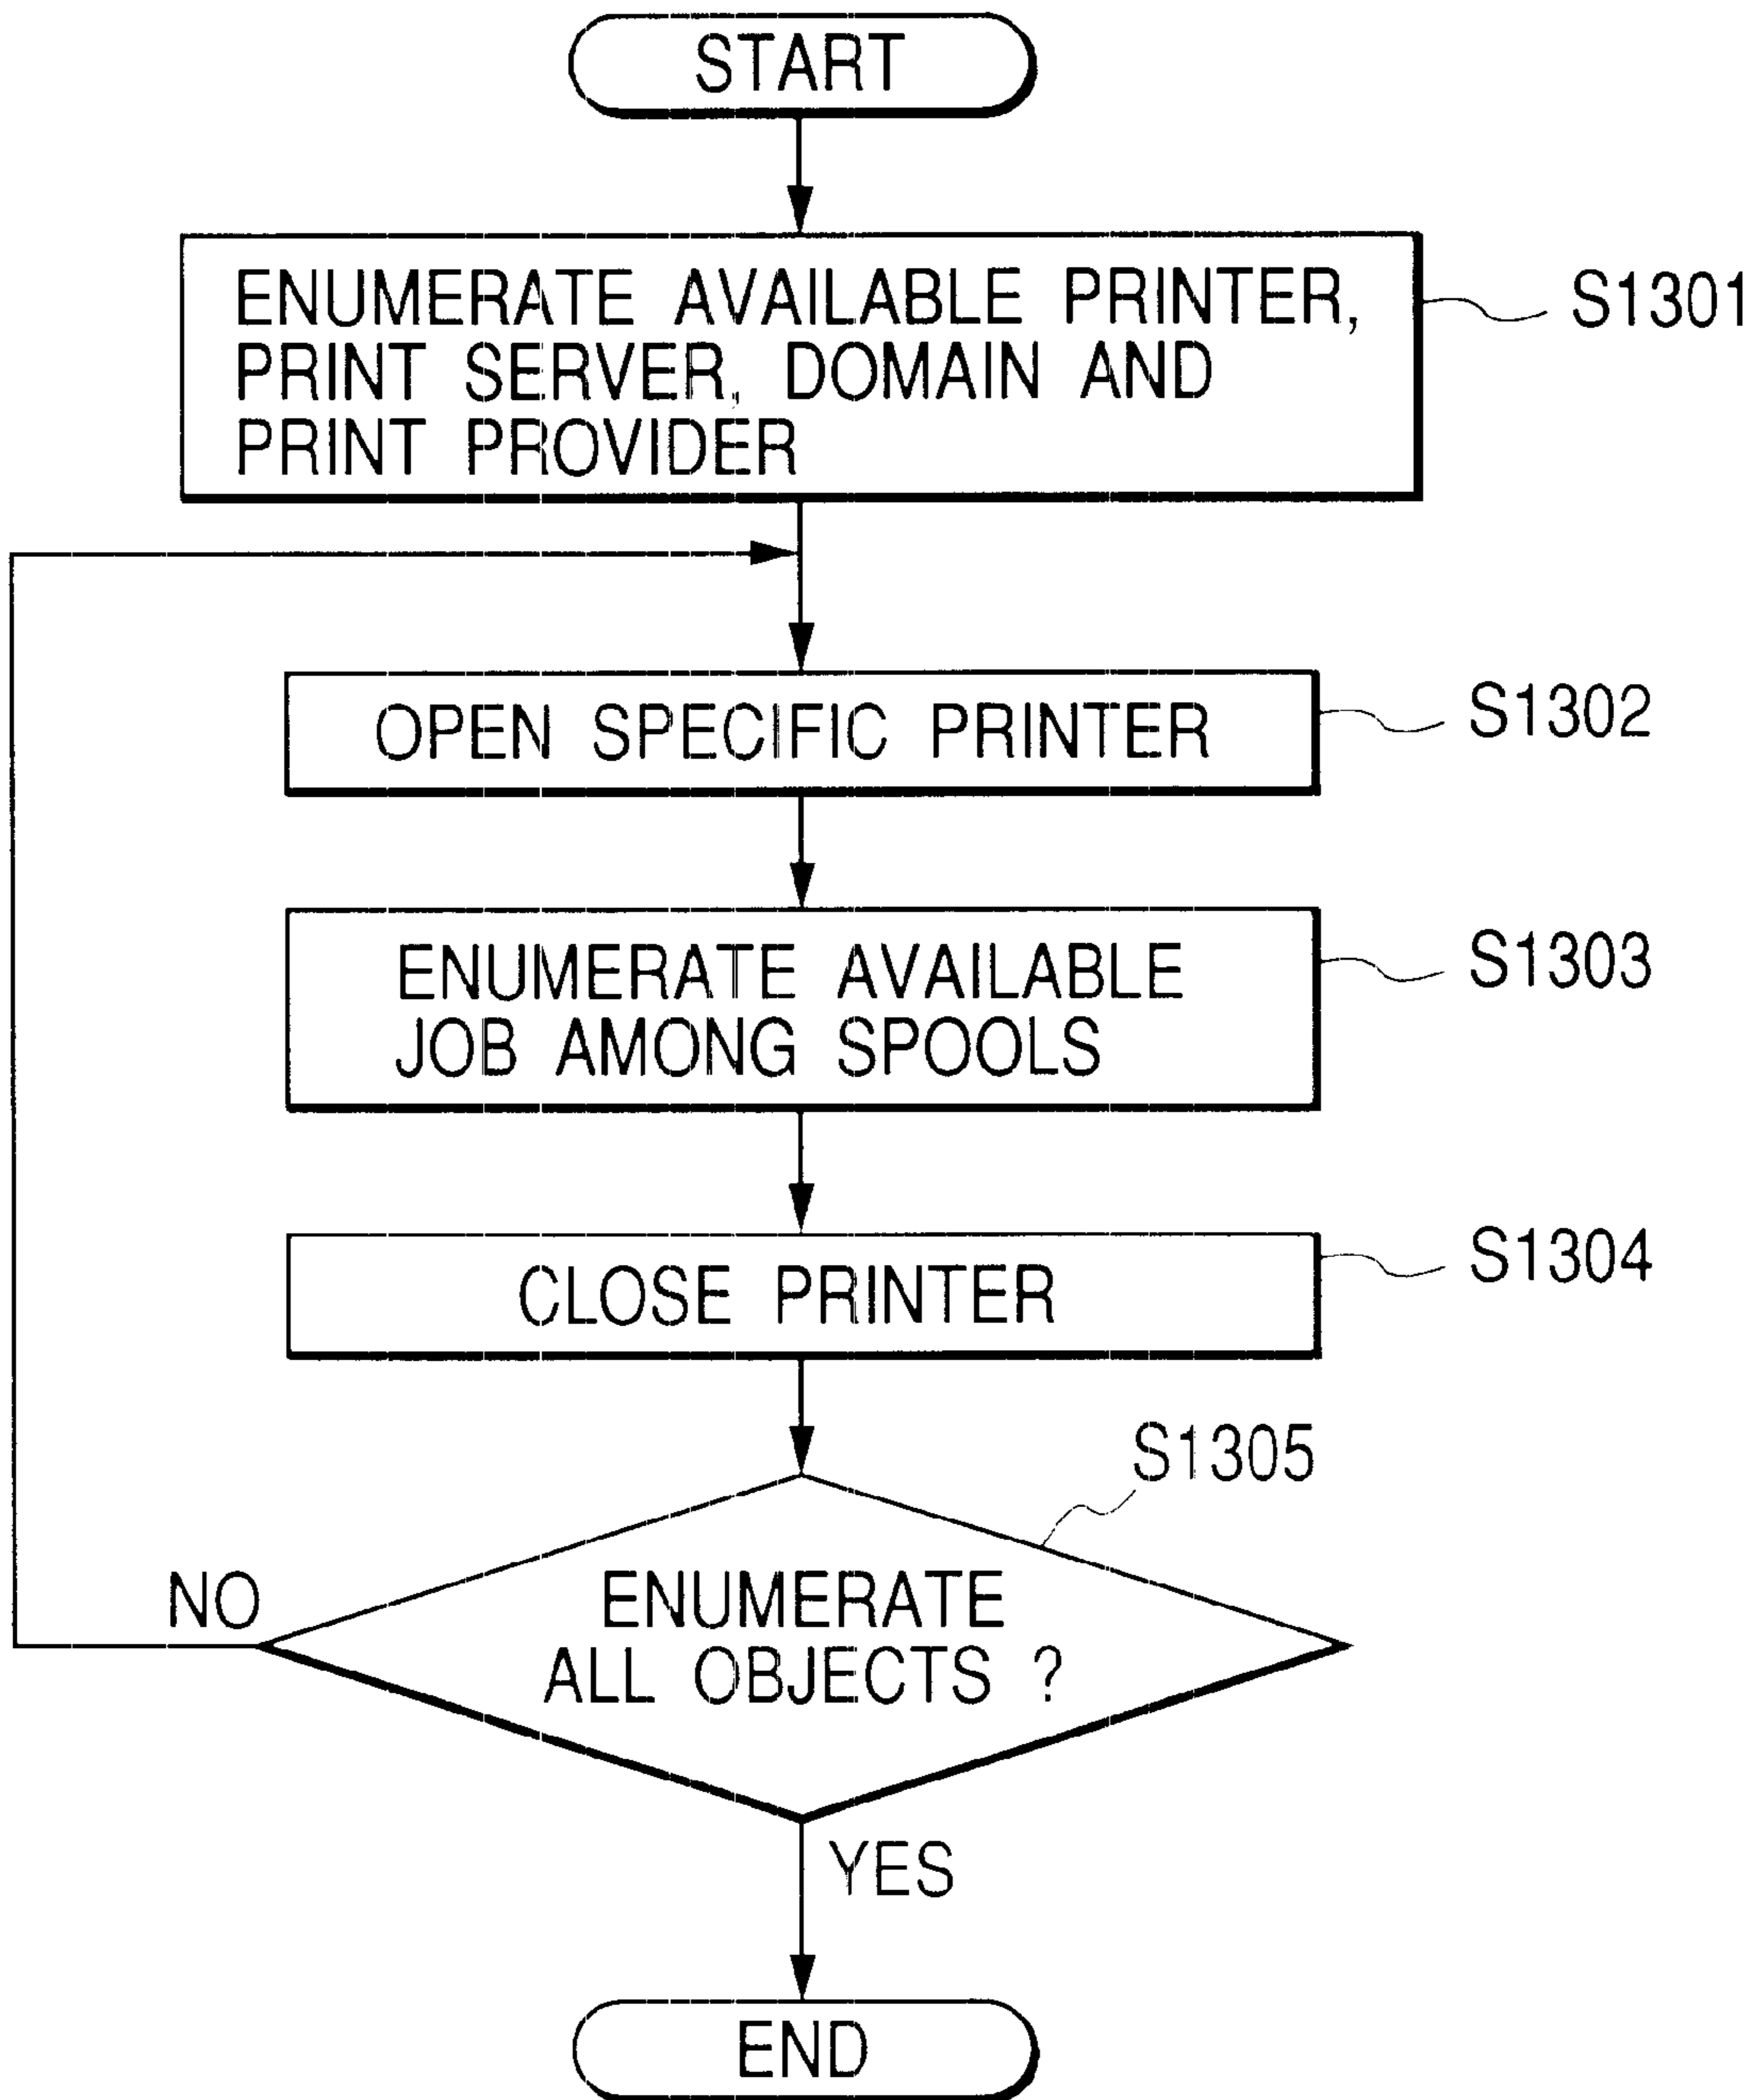 START
ENUMERATE AVAILABLE PRINTER,
PRINT SERVER, DOMAIN AND
PRINT PROVIDER
S1301
OPEN SPECIFIC PRINTER
S1302
ENUMERATE AVAILABLE
JOB AMONG SPOOLS
S1303
CLOSE PRINTER
S1304
S1305
ENUMERATE
ALL OBJECTS ?
NO
YES
END